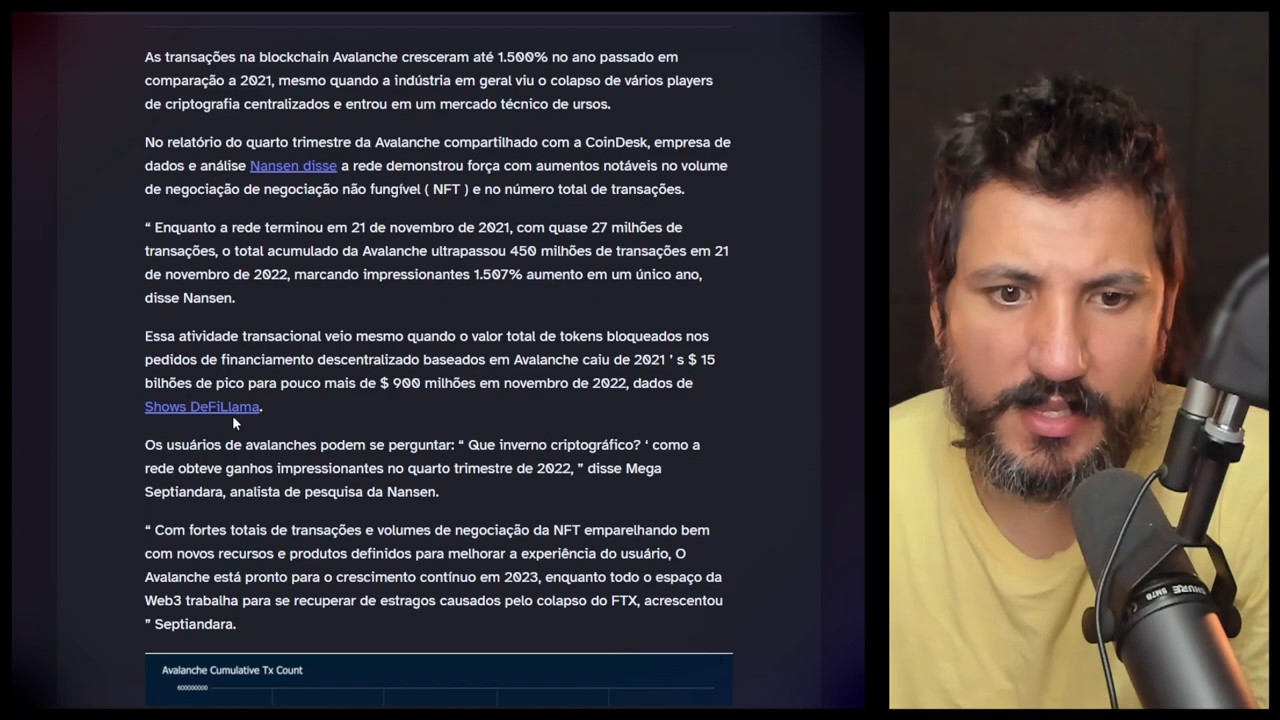 As transações na blockchain Avalanche cresceram até 1.500% no ano passado em
comparação a 2021, mesmo quando a indústria em geral viu o colapso de vários players
de criptografia centralizados e entrou em um mercado técnico de ursos.
No relatório do quarto trimestre da Avalanche compartilhado com a CoinDesk, empresa de
dados e análise Nansen disse a rede demonstrou força com aumentos notáveis no volume
de negociação de negociação não fungível ( NFT ) e no número total de transações.
“ Enquanto a rede terminou em 21 de novembro de 2021, com quase 27 milhões de
transações, o total acumulado da Avalanche ultrapassou 450 milhões de transações em 21
de novembro de 2022, marcando impressionantes 1.507% aumento em um único ano,
disse Nansen.
Essa atividade transacional veio mesmo quando o valor total de tokens bloqueados nos
pedidos de financiamento descentralizado baseados em Avalanche caiu de 2021 ’ s $ 15
bilhões de pico para pouco mais de $ 900 milhões em novembro de 2022, dados de
Shows DeFiLlama.
Os usuários de avalanches podem se perguntar: “ Que inverno criptográfico? ‘ como a
rede obteve ganhos impressionantes no quarto trimestre de 2022, ” disse Mega
Septiandara, analista de pesquisa da Nansen.
“ Com fortes totais de transações e volumes de negociação da NFT emparelhando bem
com novos recursos e produtos definidos para melhorar a experiência do usuário, O
Avalanche está pronto para o crescimento contínuo em 2023, enquanto todo o espaço da
Web3 trabalha para se recuperar de estragos causados pelo colapso do FTX, acrescentou
” Septiandara.
Avalanche Cumulative Tx Count
600000000
SHURE SM7B